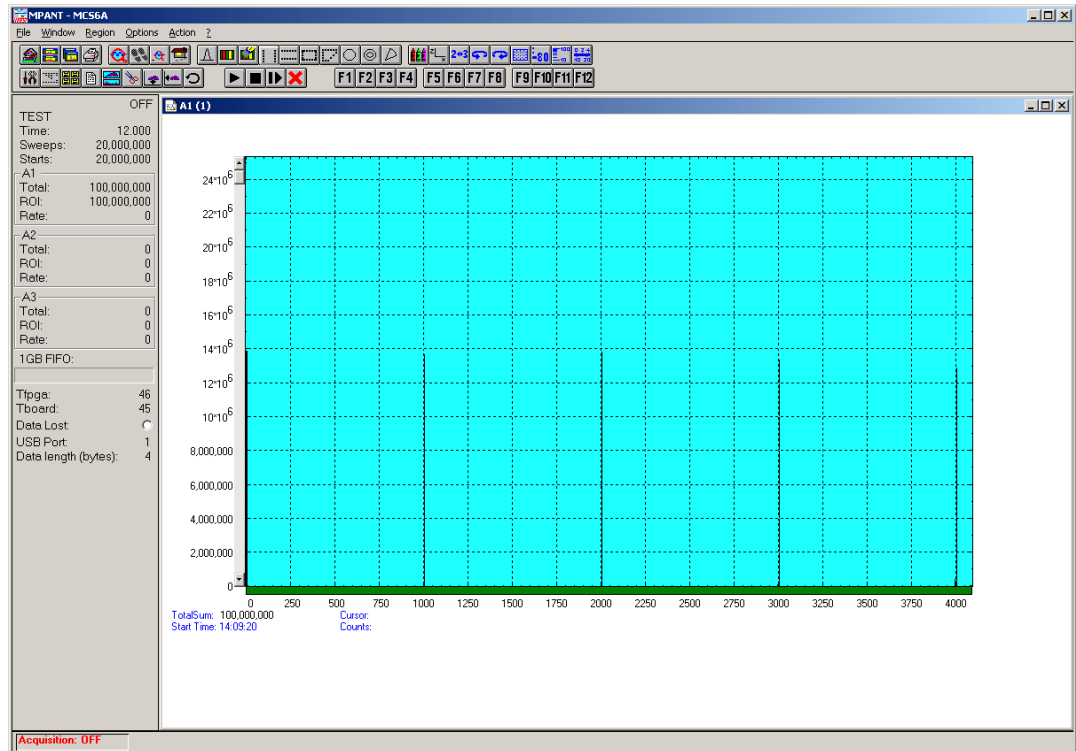 MPANT - MCS6A
File Window Region Options Action ?
F1 F2 F3 F4 F5 F6 F7 F8 F9 F10 F11 F12
OFF
TEST
Time: 12.000
Sweeps: 20,000,000
Starts: 20,000,000
A1
Total: 100,000,000
ROI: 100,000,000
Rate: 0
A2
Total: 0
ROI: 0
Rate: 0
A3
Total: 0
ROI: 0
Rate: 0
1GB FIFO:
Tfpga: 46
Tboard: 45
Data Lost:
USB Port: 1
Data length (bytes): 4
A1 (1)
24*10^6
22*10^6
20*10^6
18*10^6
16*10^6
14*10^6
12*10^6
10*10^6
8,000,000
6,000,000
4,000,000
2,000,000
0
0 250 500 750 1000 1250 1500 1750 2000 2250 2500 2750 3000 3250 3500 3750 4000
TotalSum: 100,000,000 Cursor:
Start Time: 14:09:20 Counts:
Acquisition: OFF